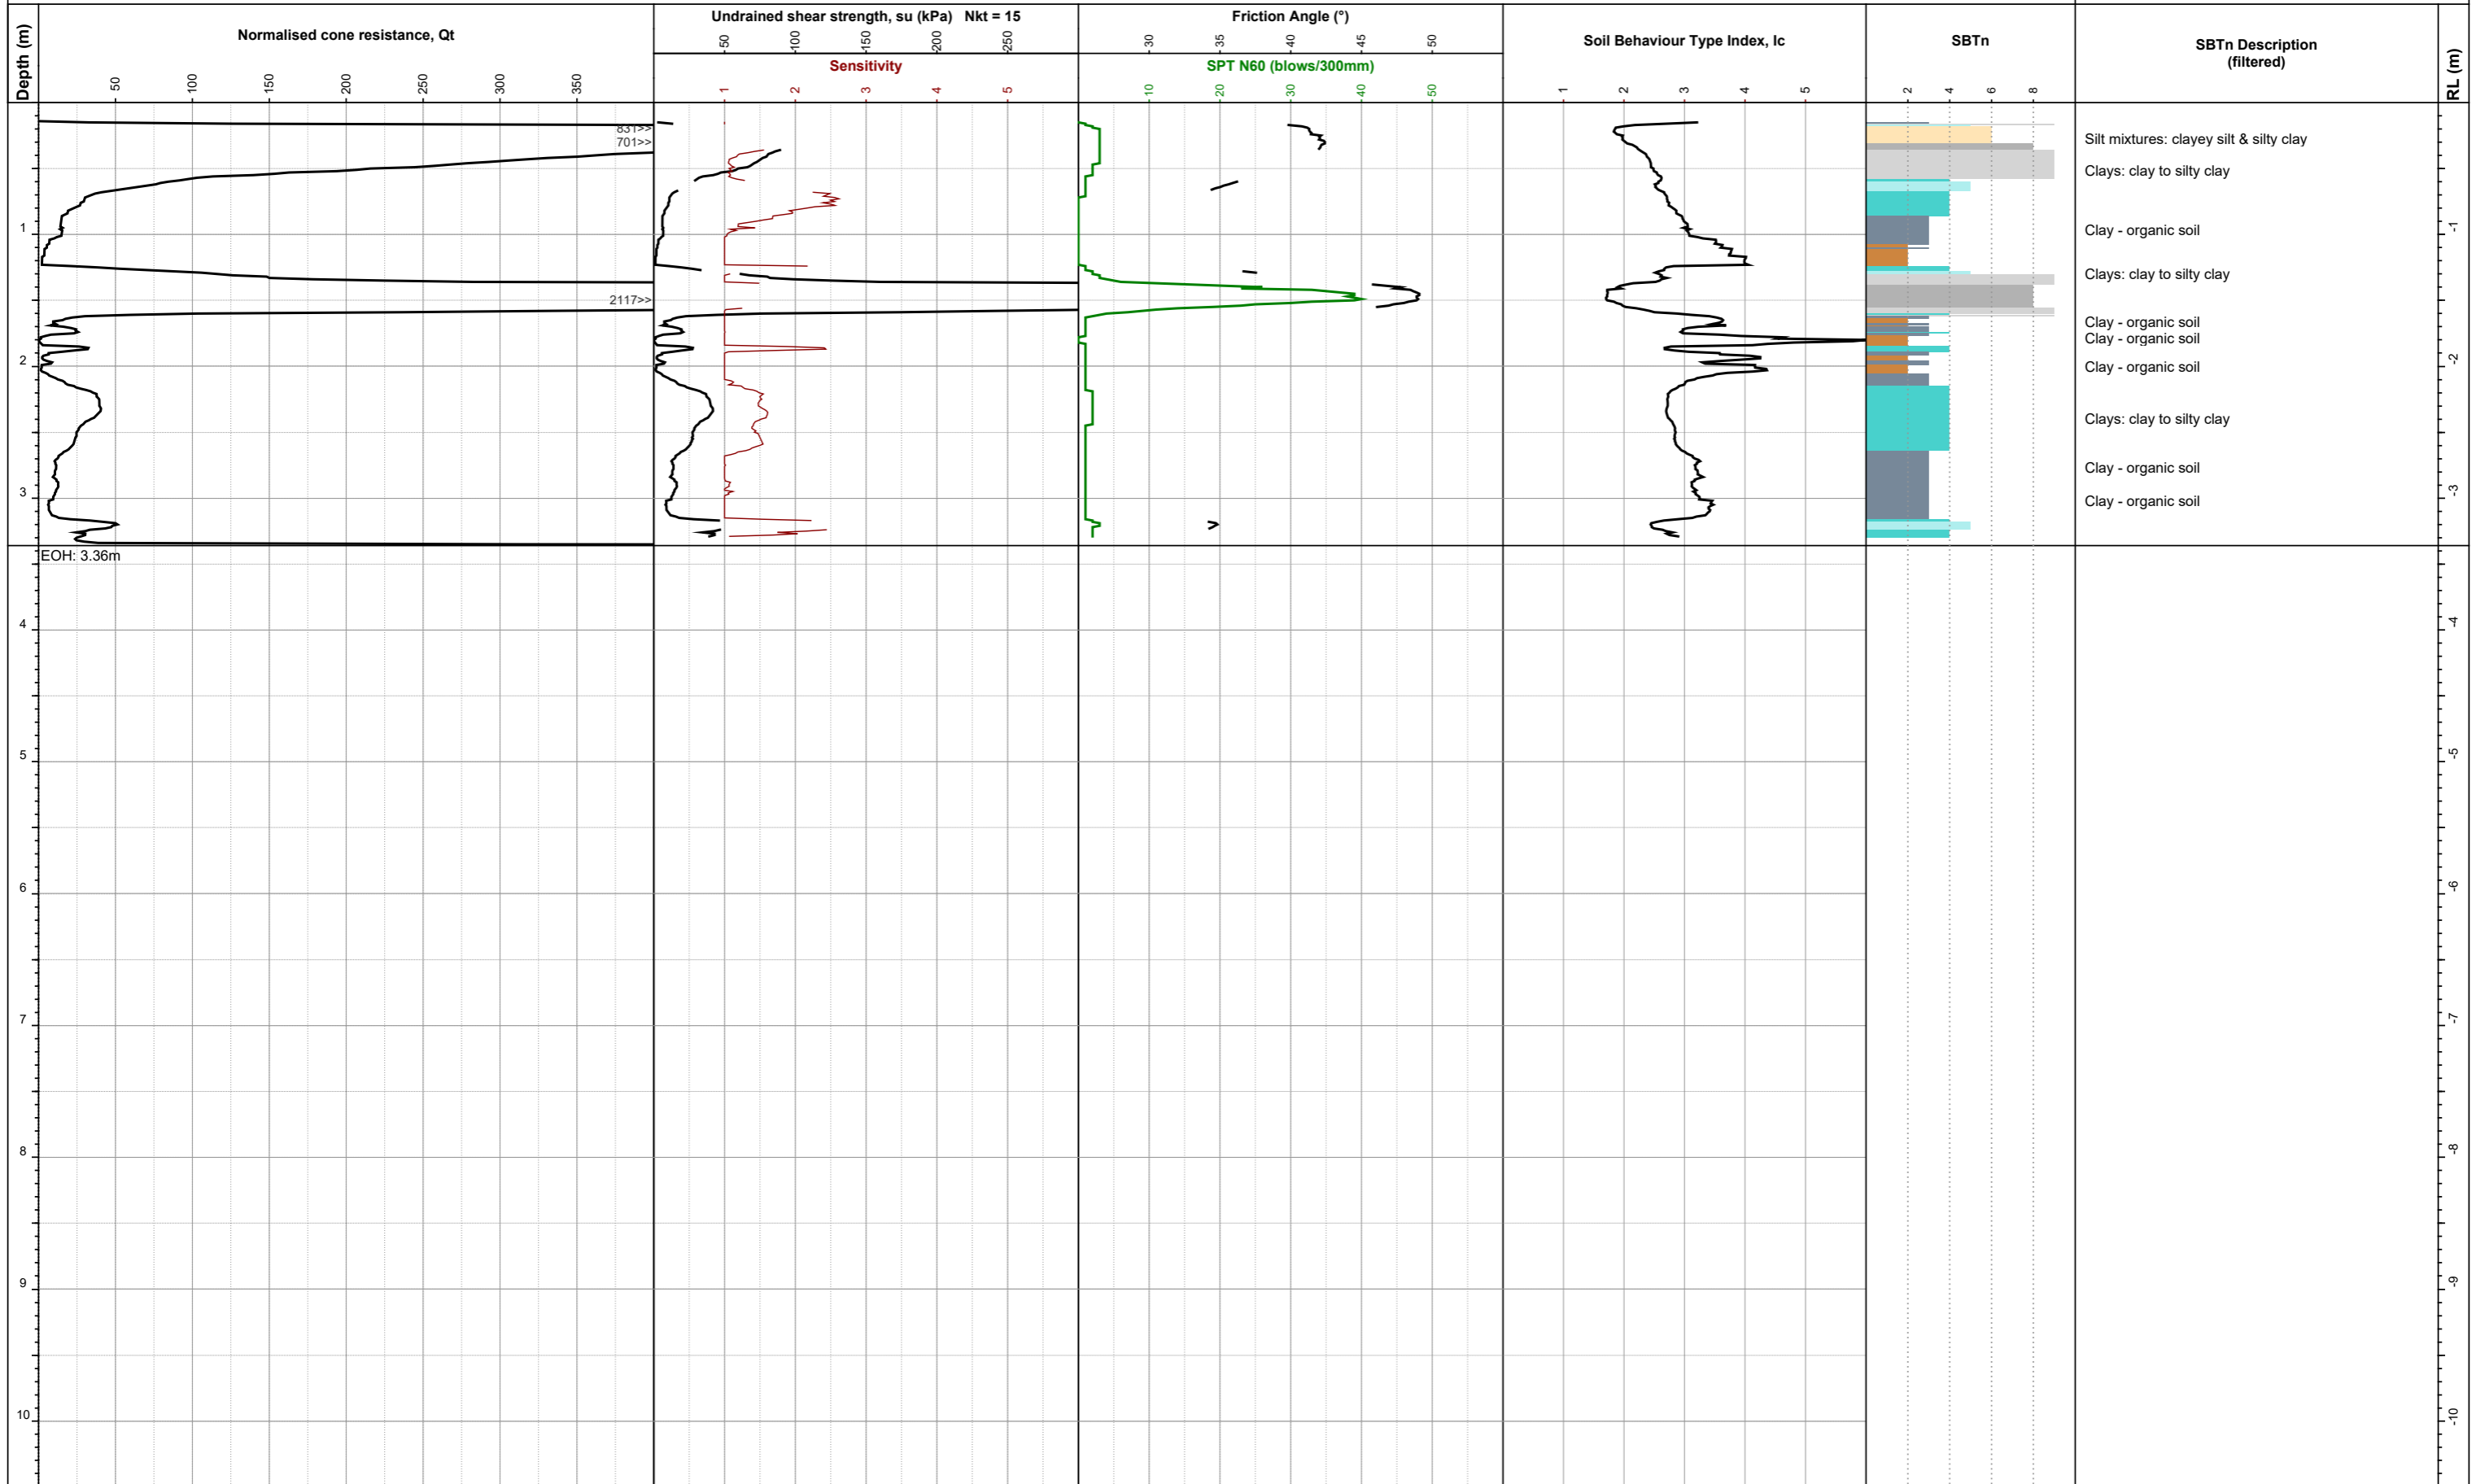 Depth (m)
Normalised cone resistance, Qt
50 100 150 200 250 300 350
Undrained shear strength, su (kPa) Nkt = 15
50 100 150 200 250
Sensitivity
1 2 3 4 5
Friction Angle (°)
30 35 40 45 50
SPT N60 (blows/300mm)
10 20 30 40 50
Soil Behaviour Type Index, Ic
1 2 3 4 5
SBTn
2 4 6 8
SBTn Description
(filtered)
RL (m)
831>>
701>>
2117>>
Silt mixtures: clayey silt & silty clay
Clays: clay to silty clay
Clay - organic soil
Clays: clay to silty clay
Clay - organic soil
Clay - organic soil
Clay - organic soil
Clays: clay to silty clay
Clay - organic soil
Clay - organic soil
EOH: 3.36m
1
2
3
4
5
6
7
8
9
10
-1
-2
-3
-4
-5
-6
-7
-8
-9
-10